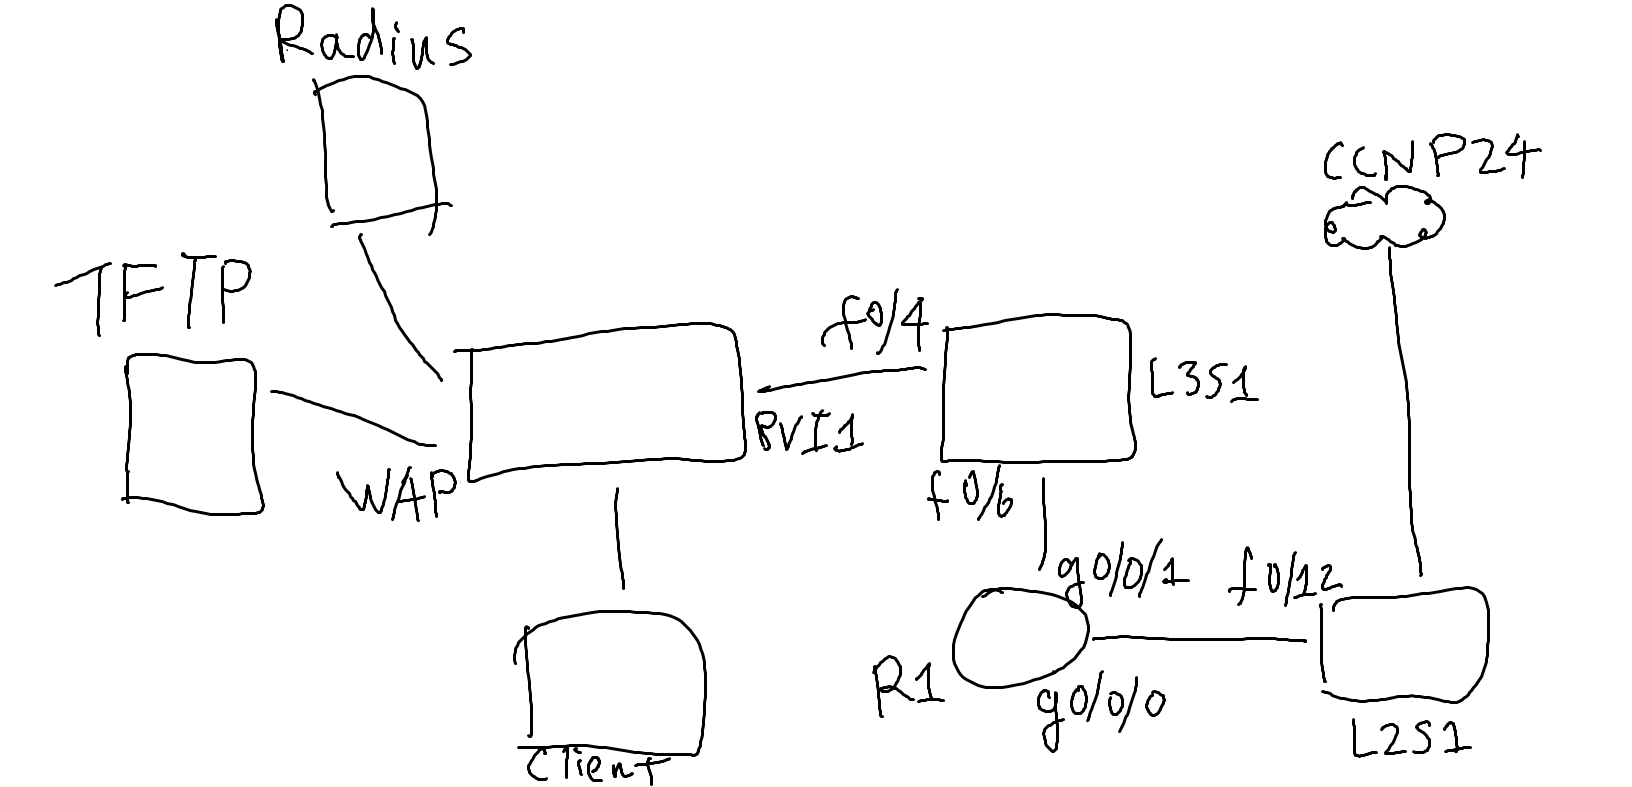 Radius
CCNP24
TFTP
f0/4
L3S1
BVI1
WAP
f0/6
g0/0/1
f0/12
R1
g0/0/0
L2S1
Client